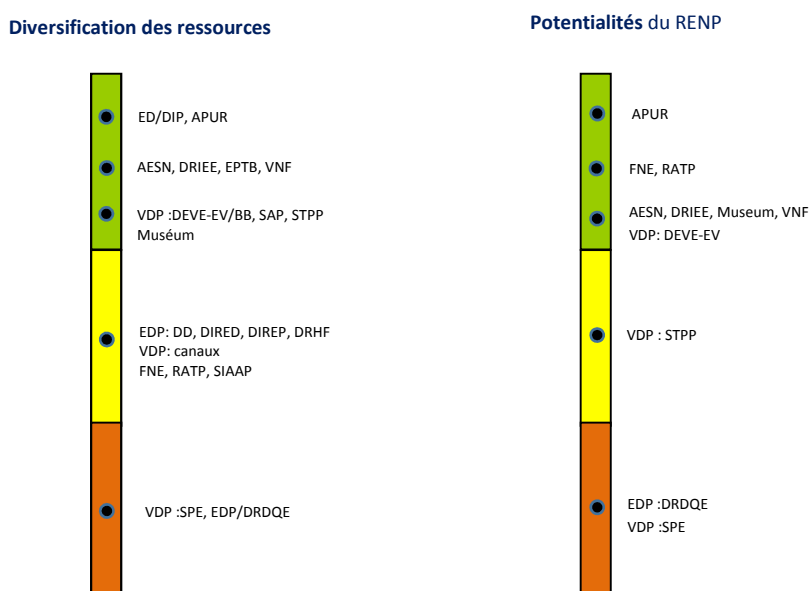 Diversification des ressources
ED/DIP, APUR
AESN, DRIEE, EPTB, VNF
VDP :DEVE-EV/BB, SAP, STPP
Muséum
EDP: DD, DIRED, DIREP, DRHF
VDP: canaux
FNE, RATP, SIAAP
VDP :SPE, EDP/DRDQE
Potentialités du RENP
APUR
FNE, RATP
AESN, DRIEE, Museum, VNF
VDP: DEVE-EV
VDP : STPP
EDP :DRDQE
VDP :SPE